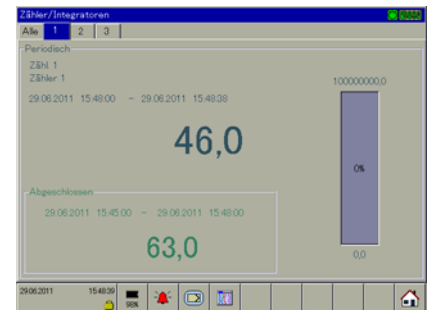 Zähler/Integratoren
Alle 1 2 3
Periodisch
Zähl. 1
Zähler 1
100000000,0
29.06.2011 15:48:00 - 29.06.2011 15:48:38
46,0
0%
Abgeschlossen
29.06.2011 15:45:00 - 29.06.2011 15:48:00
63,0
0,0
29.06.2011 15:48:39
98%